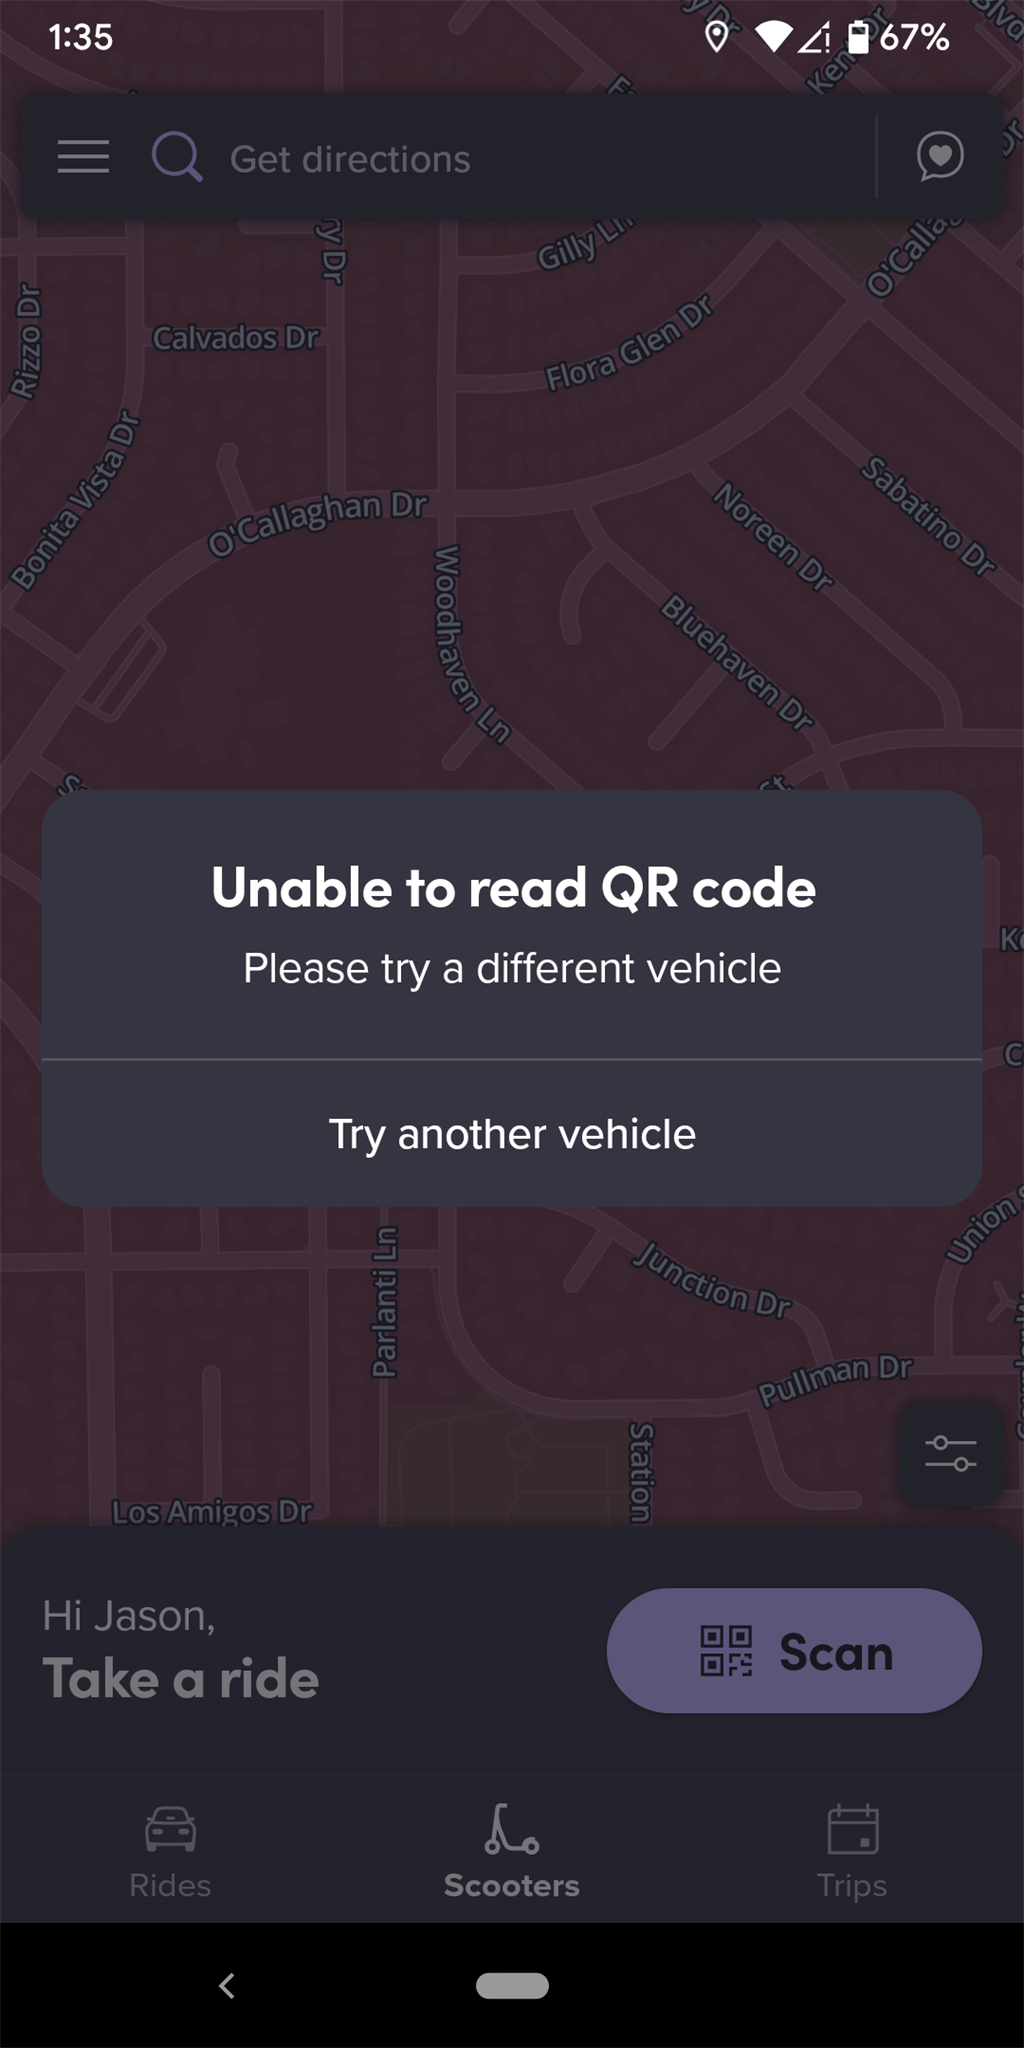 1:35
67%
Get directions
Gilly Ln
O'Calla
Rizzo Dr
Calvados Dr
Flora Glen Dr
Bonita Vista Dr
O'Callaghan Dr
Noreen Dr
Sabatino Dr
Woodhaven Ln
Bluehaven Dr
Unable to read QR code
Please try a different vehicle
Try another vehicle
Parlanti Ln
Junction Dr
Union
Pullman Dr
Station
Los Amigos Dr
Hi Jason,
Take a ride
Scan
Rides
Scooters
Trips